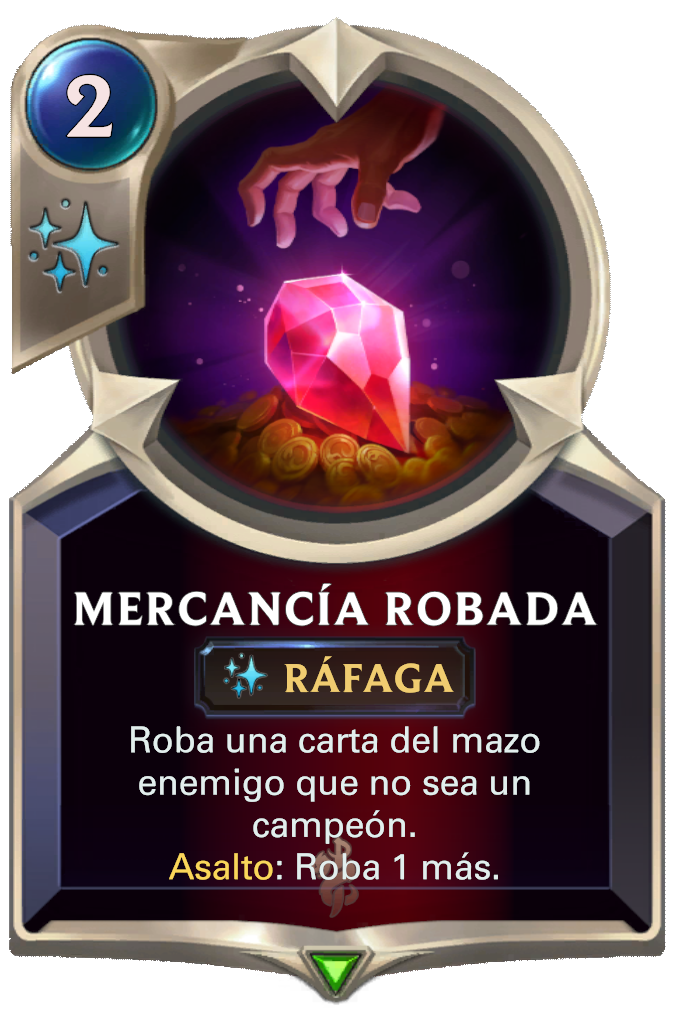 2
MERCANCÍA ROBADA
RÁFAGA
Roba una carta del mazo
enemigo que no sea un
campeón.
Asalto: Roba 1 más.